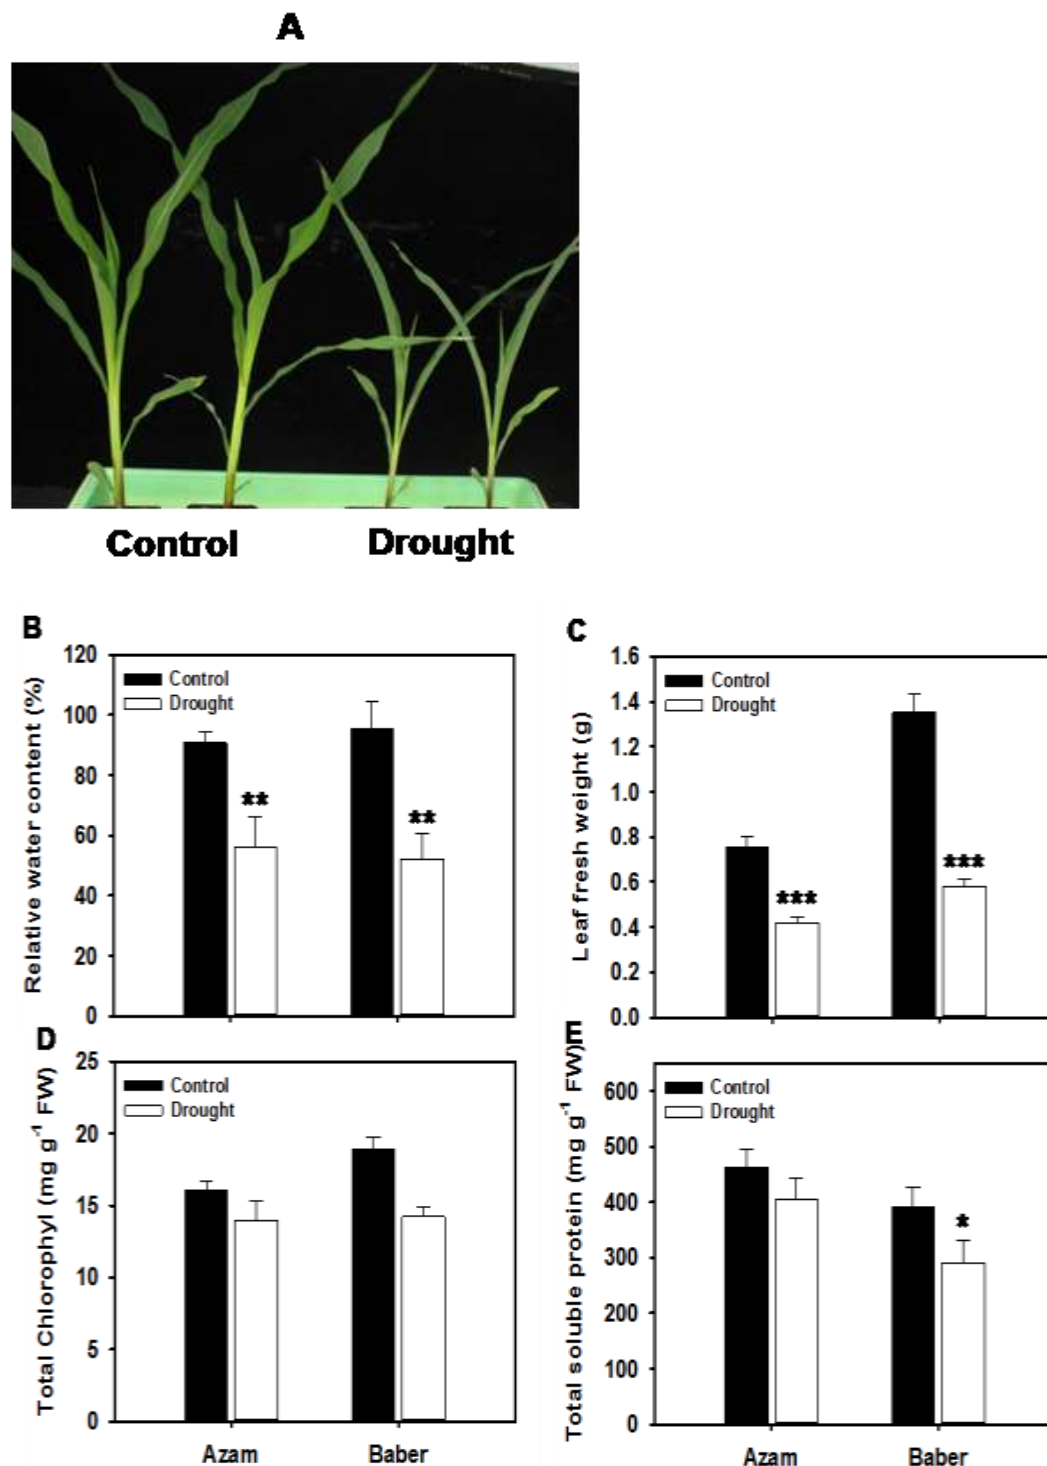 A
Control Drought
B
Relative water content (%)
120
100
80
60
40
20
0
Control
Drought
**
**
C
Leaf fresh weight (g)
1.6
1.4
1.2
1.0
0.8
0.6
0.4
0.2
0.0
Control
Drought
***
***
D
Total Chlorophyl (mg g-1 FW)
25
20
15
10
5
0
Control
Drought
Azam Baber
E
Total soluble protein (mg g-1 FW)
600
500
400
300
200
100
0
Control
Drought
*
Azam Baber